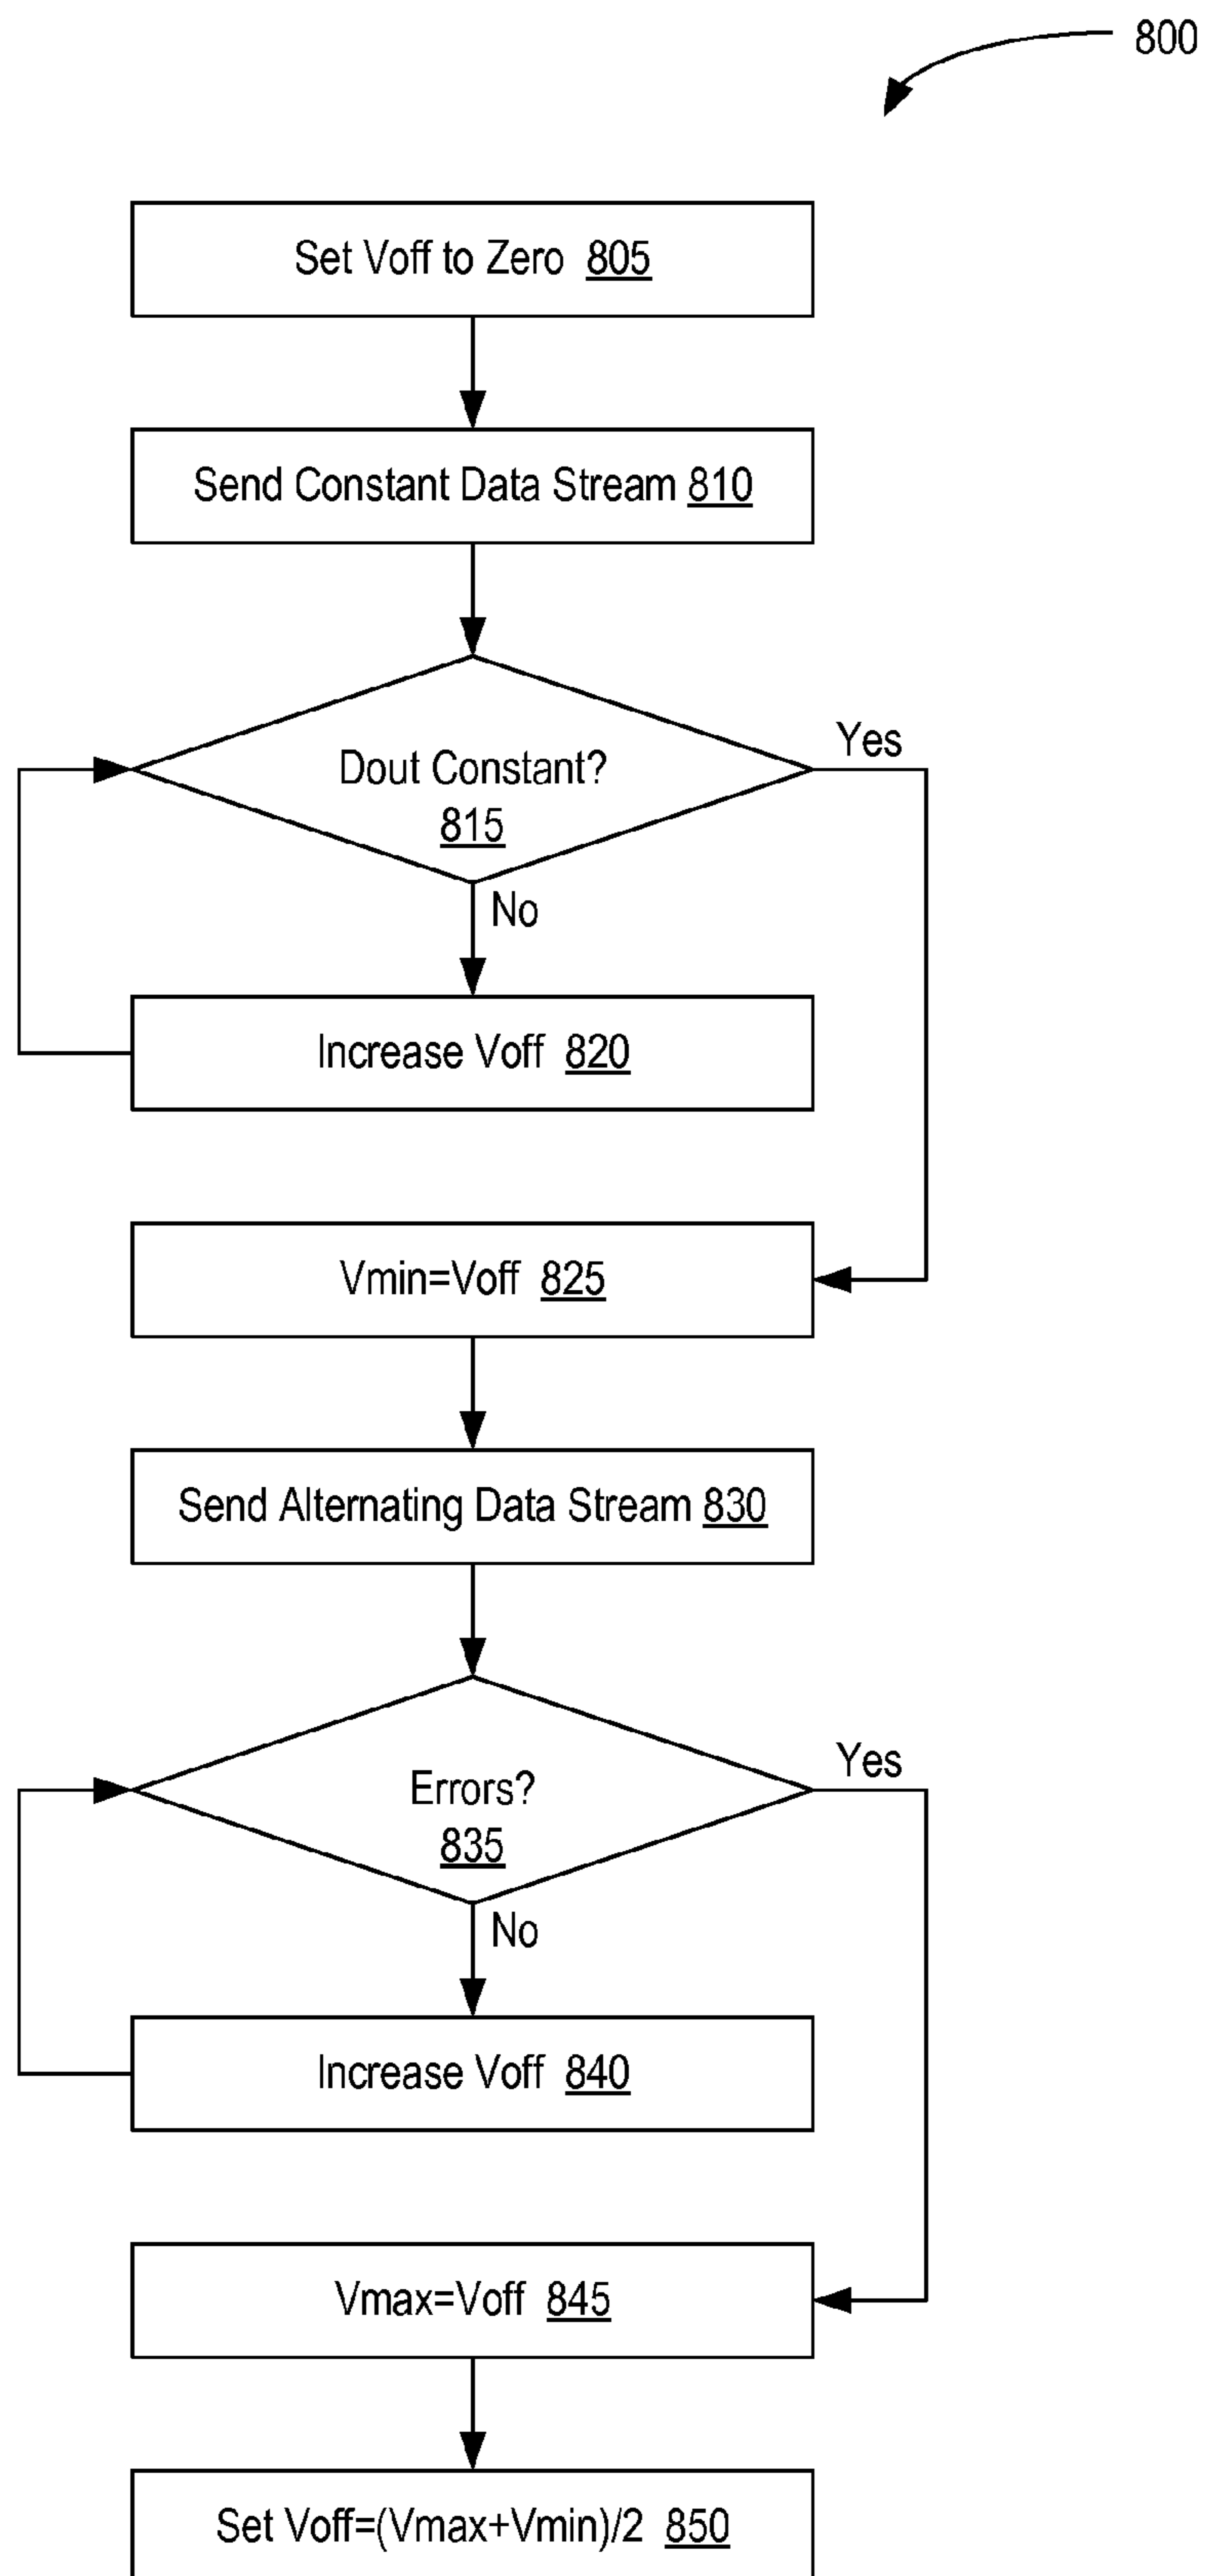 800
Set Voff to Zero 805
Send Constant Data Stream 810
Dout Constant?
815
Yes
No
Increase Voff 820
Vmin=Voff 825
Send Alternating Data Stream 830
Errors?
835
Yes
No
Increase Voff 840
Vmax=Voff 845
Set Voff=(Vmax+Vmin)/2 850